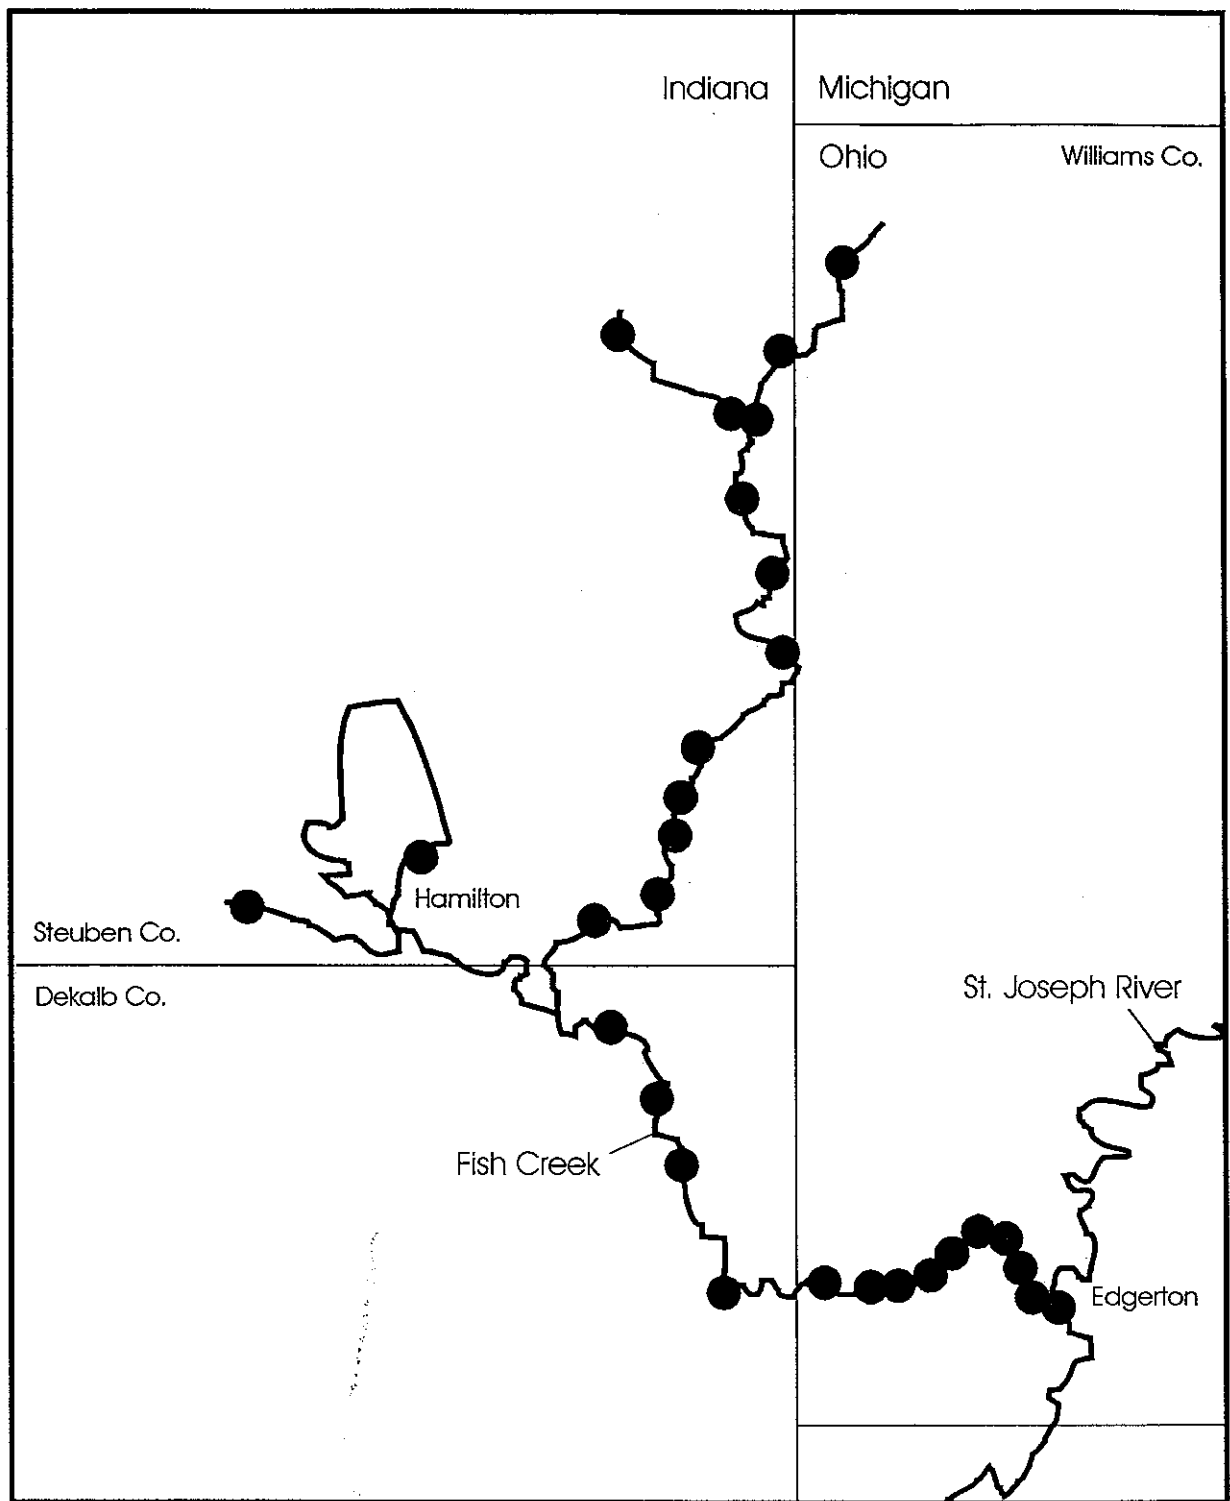 Indiana
Michigan
Ohio
Williams Co.
Hamilton
Steuben Co.
Dekalb Co.
St. Joseph River
Fish Creek
Edgerton